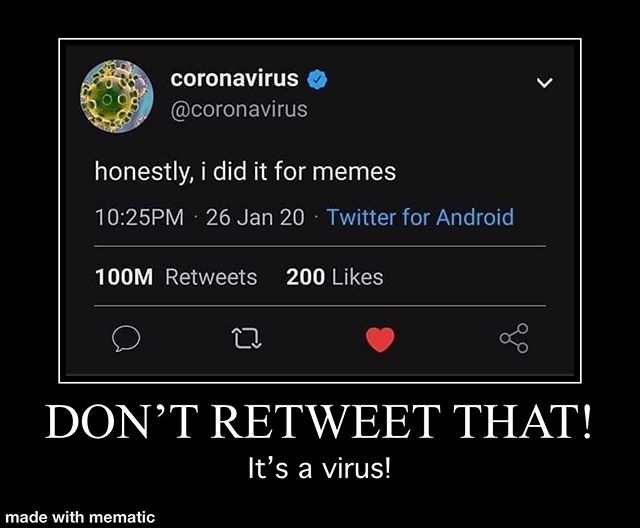 coronavirus
@coronavirus
honestly, i did it for memes
10:25PM · 26 Jan 20 · Twitter for Android
100M Retweets 200 Likes
DON'T RETWEET THAT!
It's a virus!
made with mematic